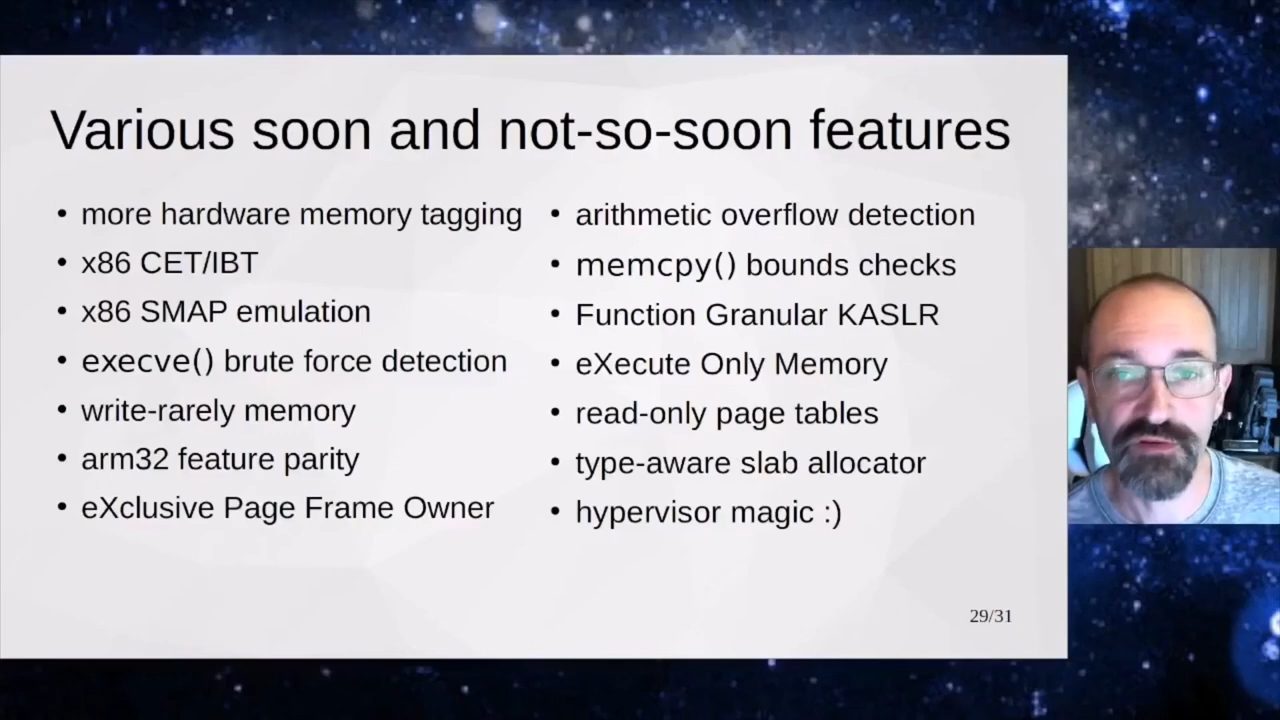 Various soon and not-so-soon features
• more hardware memory tagging
• x86 CET/IBT
• x86 SMAP emulation
• execve() brute force detection
• write-rarely memory
• arm32 feature parity
• eXclusive Page Frame Owner
• arithmetic overflow detection
• memcpy() bounds checks
• Function Granular KASLR
• eXecute Only Memory
• read-only page tables
• type-aware slab allocator
• hypervisor magic :)
29/31